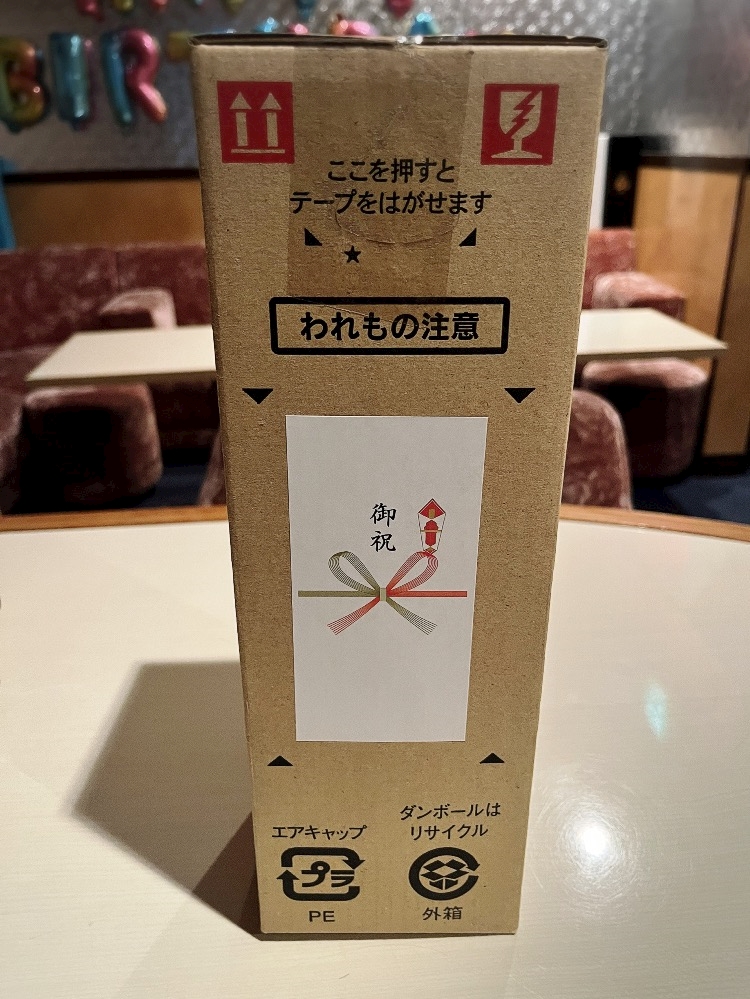 BIR
ここを押すと
テープをはがせます
★
われもの注意
御
祝
エアキャップ
プラ
PE
ダンボールは
リサイクル
外箱